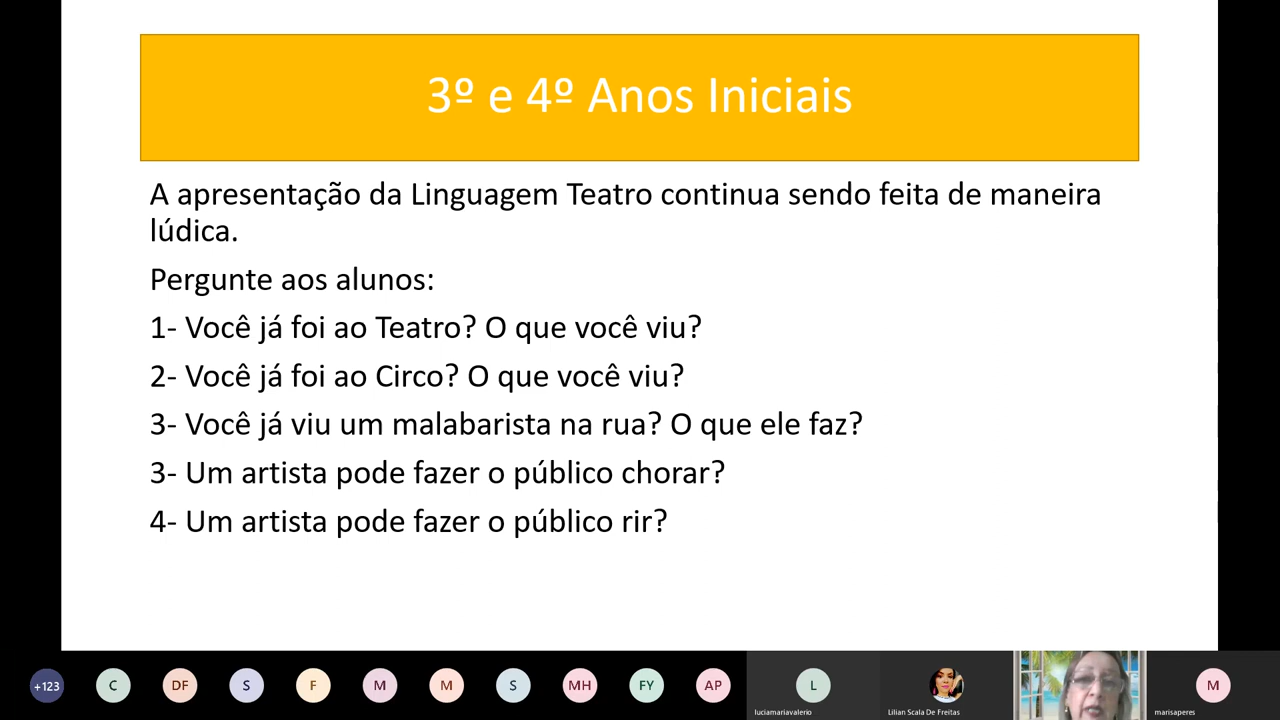 3º e 4º Anos Iniciais
A apresentação da Linguagem Teatro continua sendo feita de maneira
lúdica.
Pergunte aos alunos:
1- Você já foi ao Teatro? O que você viu?
2- Você já foi ao Circo? O que você viu?
3- Você já viu um malabarista na rua? O que ele faz?
3- Um artista pode fazer o público chorar?
4- Um artista pode fazer o público rir?
+123 C DF S F M M S MH FY AP L M
luciamariavalerio Lilian Scala De Freitas marisaperes